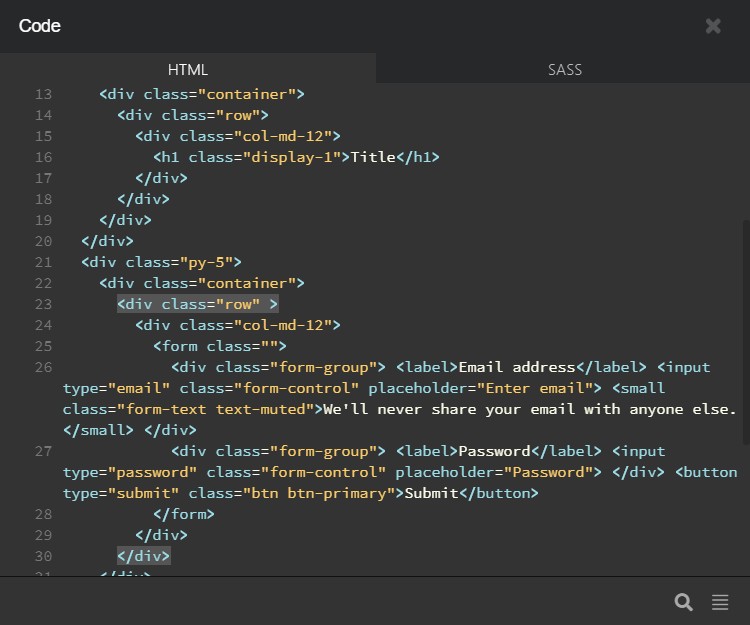 Code
HTML SASS
13 <div class="container">
14 <div class="row">
15 <div class="col-md-12">
16 <h1 class="display-1">Title</h1>
17 </div>
18 </div>
19 </div>
20 </div>
21 <div class="py-5">
22 <div class="container">
23 <div class="row" >
24 <div class="col-md-12">
25 <form class="">
26 <div class="form-group"> <label>Email address</label> <input
type="email" class="form-control" placeholder="Enter email"> <small
class="form-text text-muted">We'll never share your email with anyone else.
</small> </div>
27 <div class="form-group"> <label>Password</label> <input
type="password" class="form-control" placeholder="Password"> </div> <button
type="submit" class="btn btn-primary">Submit</button>
28 </form>
29 </div>
30 </div>
31 </div>